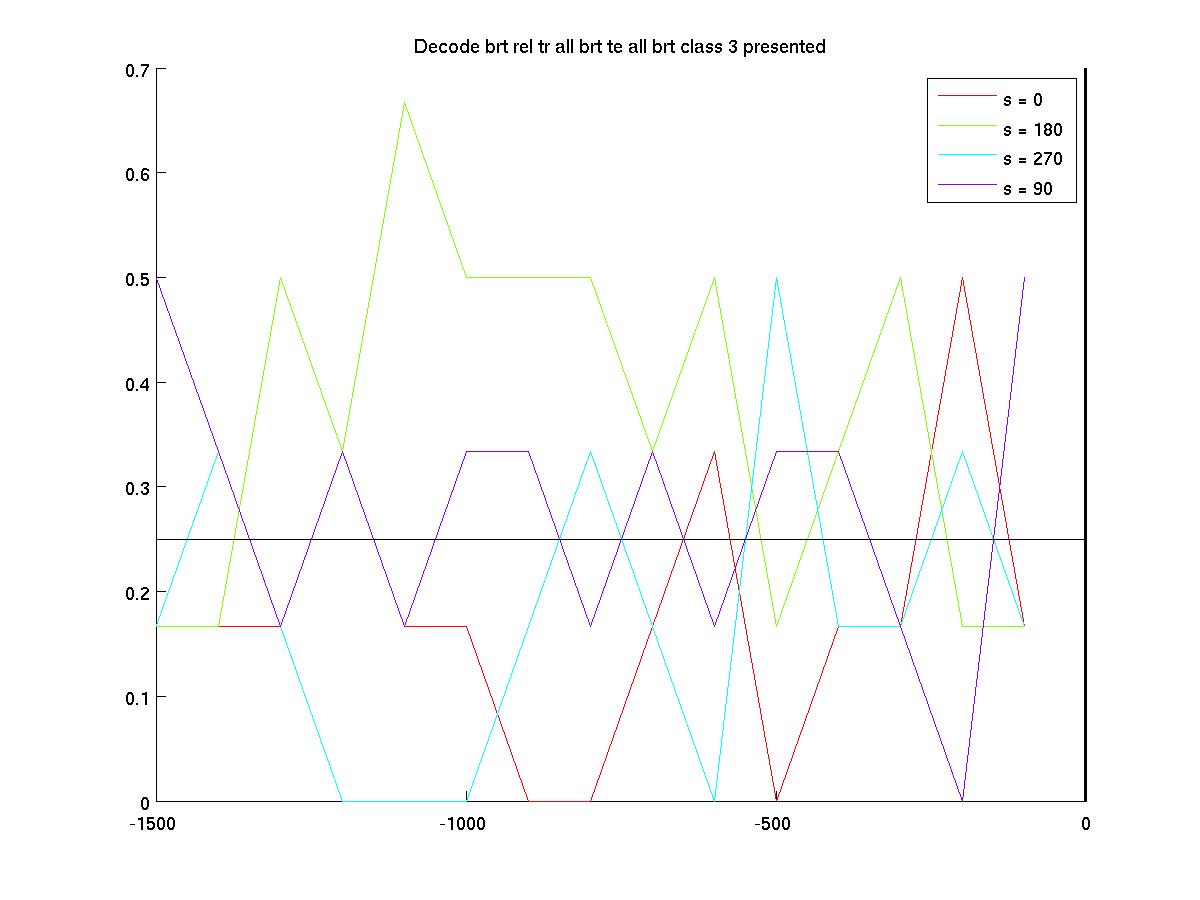 Decode brt rel tr all brt te all brt class 3 presented
0.7
0.6
0.5
0.4
0.3
0.2
0.1
0
-1500
-1000
-500
0
s = 0
s = 180
s = 270
s = 90